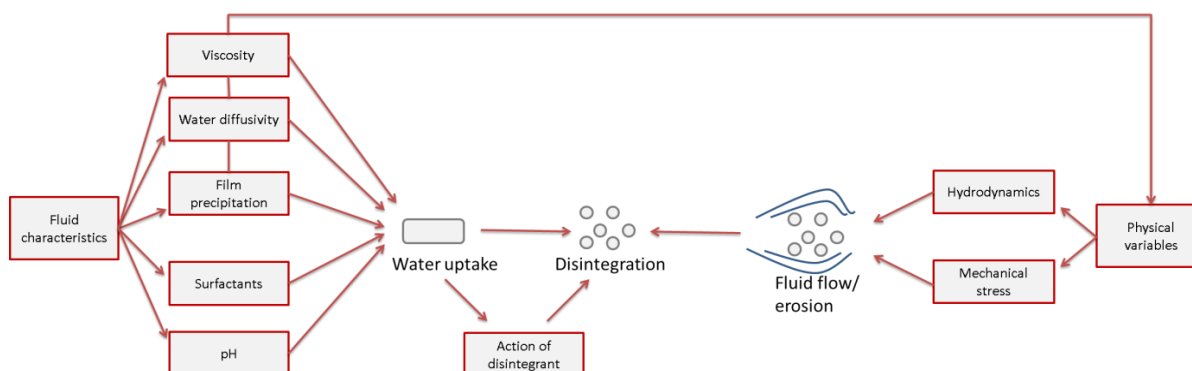 Viscosity
Water diffusivity
Film
precipitation
Fluid
characteristics
Surfactants
pH
Water uptake
Disintegration
Action of
disintegrant
Fluid flow/
erosion
Hydrodynamics
Mechanical
stress
Physical
variables